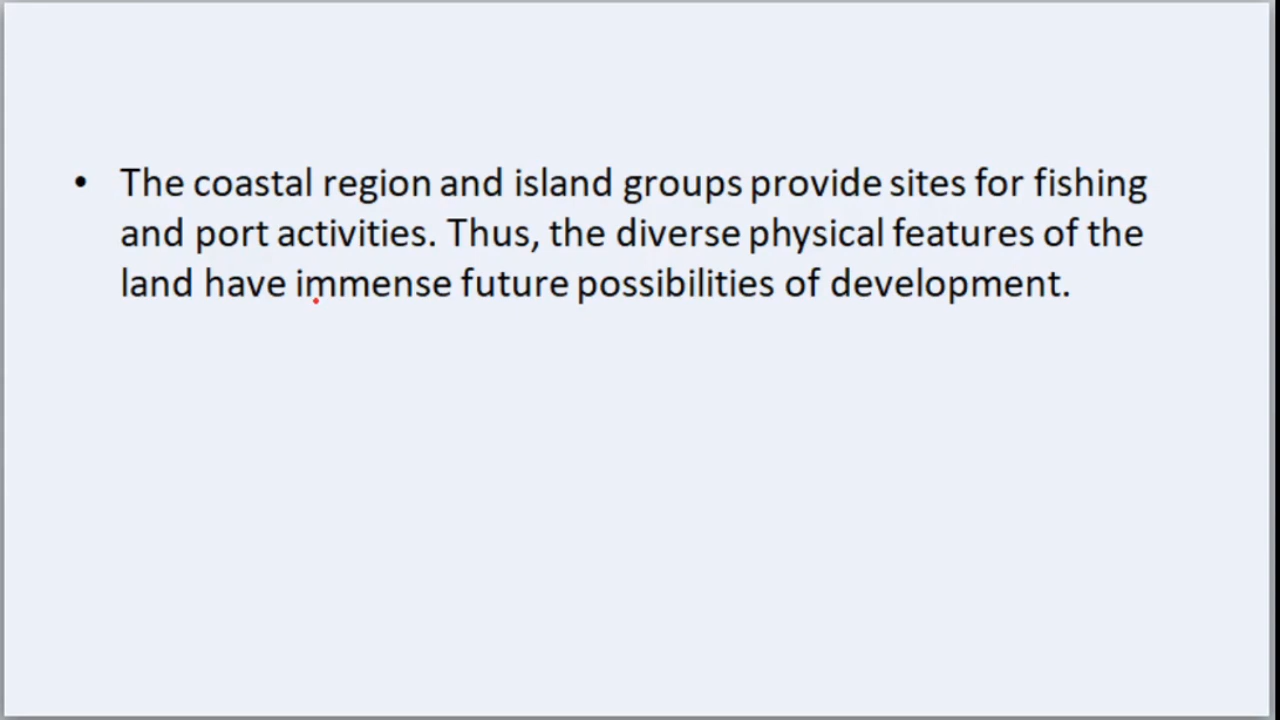 • The coastal region and island groups provide sites for fishing
and port activities. Thus, the diverse physical features of the
land have immense future possibilities of development.